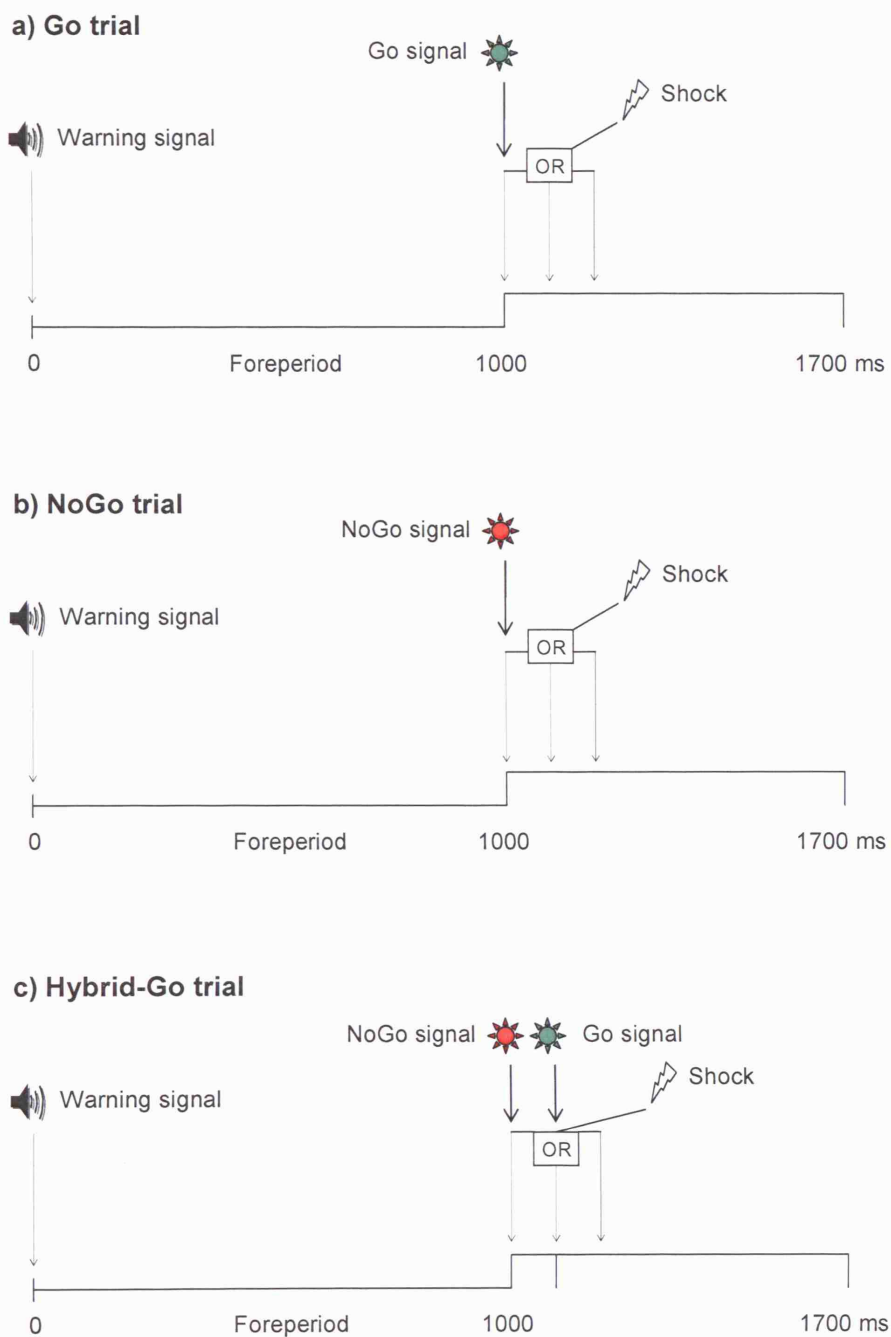 a) Go trial
Go signal
Shock
Warning signal
OR
0 Foreperiod 1000 1700 ms
b) NoGo trial
NoGo signal
Shock
Warning signal
OR
0 Foreperiod 1000 1700 ms
c) Hybrid-Go trial
NoGo signal Go signal
Shock
Warning signal
OR
0 Foreperiod 1000 1700 ms